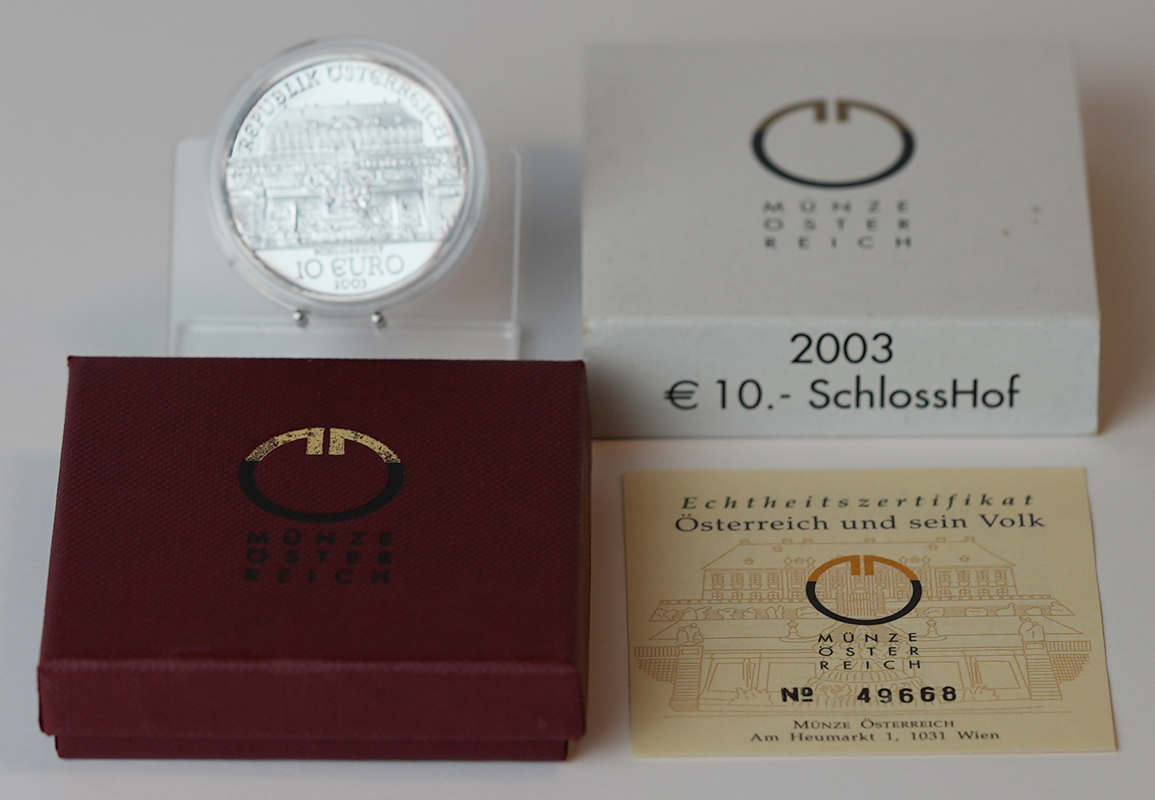 REPUBLIK ÖSTERREICH
SCHLOSSHOF
10 EURO
2003
MÜNZE
ÖSTER
REICH
2003
€ 10.- SchlossHof
MÜNZE
ÖSTER
REICH
Echtheitszertifikat
Österreich und sein Volk
MÜNZE
ÖSTER
REICH
Nº 49668
MÜNZE ÖSTERREICH
Am Heumarkt 1, 1031 Wien